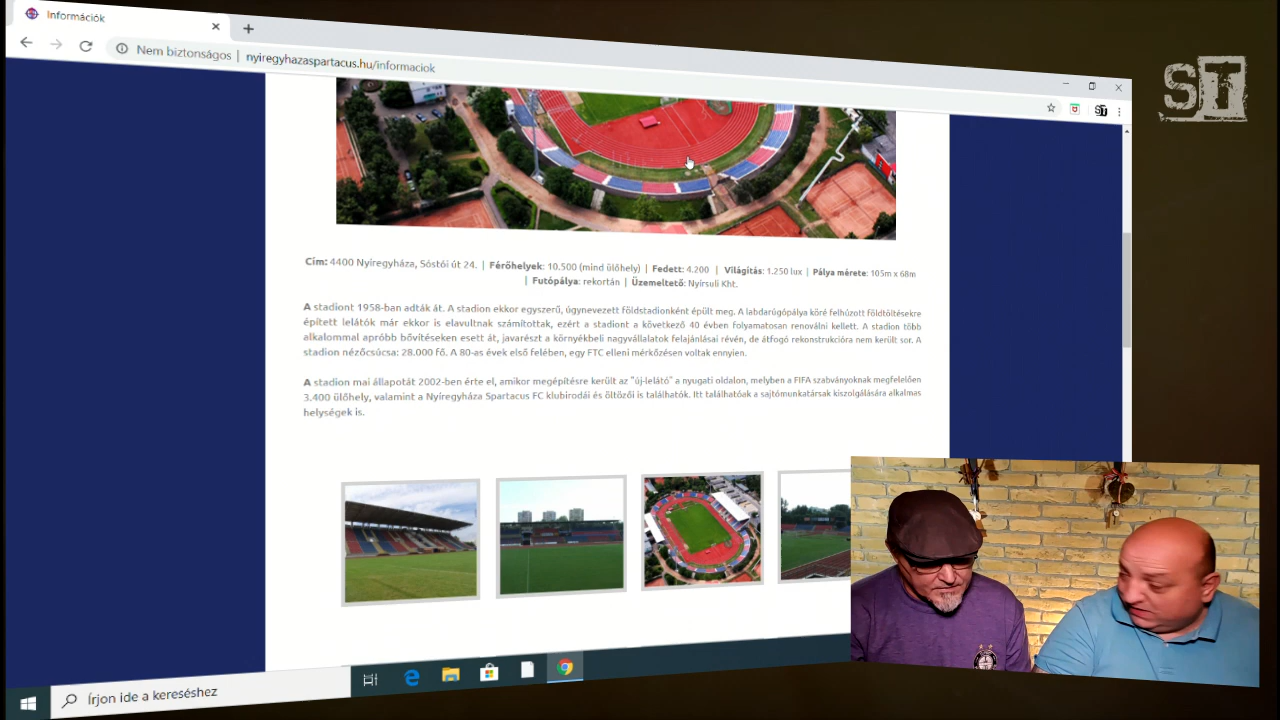 Információk
Nem biztonságos | nyiregyhazaspartacus.hu/informaciok
ST
ST
Cím: 4400 Nyíregyháza, Sóstói út 24. | Férőhelyek: 10.500 (mind ülőhely) | Fedett: 4.200 | Világítás: 1.250 lux | Pálya mérete: 105m x 68m
| Futópálya: rekortán | Üzemeltető: Nyírsuli Kht.
A stadiont 1958-ban adták át. A stadion ekkor egyszerű, úgynevezett földstadionként épült meg. A labdarúgópálya köré felhúzott földtöltésekre
épített lelátók már ekkor is elavultnak számítottak, ezért a stadiont a következő 40 évben folyamatosan renoválni kellett. A stadion több
alkalommal apróbb bővítéseken esett át, javarészt a környékbeli nagyvállalatok felajánlásai révén, de átfogó rekonstrukcióra nem került sor. A
stadion nézőcsúcsa: 28.000 fő. A 80-as évek első felében, egy FTC elleni mérkőzésen voltak ennyien.
A stadion mai állapotát 2002-ben érte el, amikor megépítésre került az "új-lelátó" a nyugati oldalon, melyben a FIFA szabványoknak megfelelően
3.400 ülőhely, valamint a Nyíregyháza Spartacus FC klubirodái és öltözői is találhatók. Itt találhatóak a sajtómunkatársak kiszolgálására alkalmas
helységek is.
Írjon ide a kereséshez